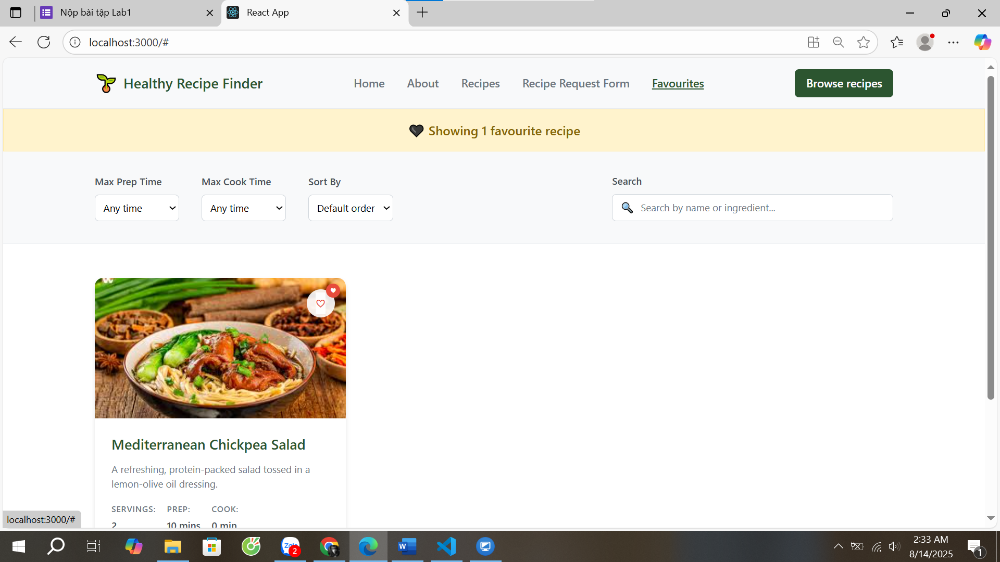 Nộp bài tập Lab1
React App
localhost:3000/#
Healthy Recipe Finder
Home
About
Recipes
Recipe Request Form
Favourites
Browse recipes
Showing 1 favourite recipe
Max Prep Time
Max Cook Time
Sort By
Search
Any time
Any time
Default order
Search by name or ingredient...
Mediterranean Chickpea Salad
A refreshing, protein-packed salad tossed in a
lemon-olive oil dressing.
SERVINGS:
PREP:
COOK:
2
10 mins
0 min
localhost:3000/#
Zalo
2
W
2:33 AM
8/14/2025
1